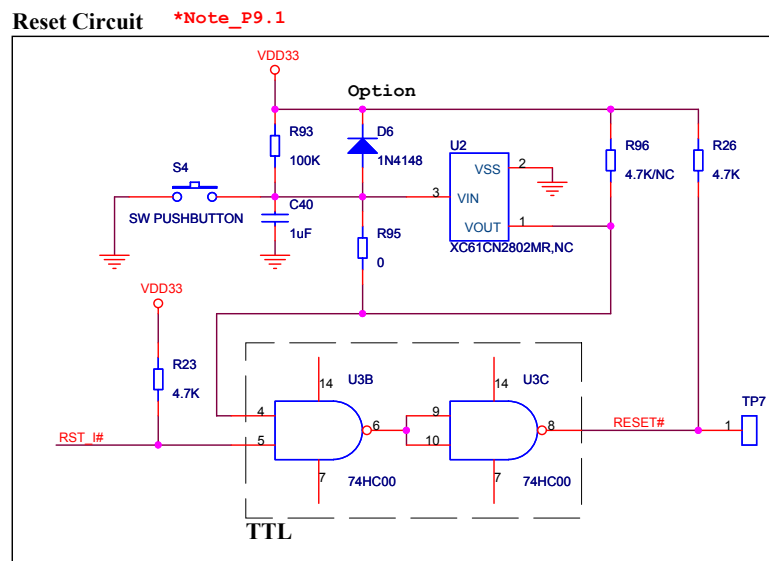 Reset Circuit *Note_P9.1
VDD33
Option
R93
100K
D6
1N4148
U2
VSS
2
3
VIN
VOUT
1
XC61CN2802MR,NC
R96
4.7K/NC
R26
4.7K
S4
SW PUSHBUTTON
C40
1uF
R95
0
VDD33
R23
4.7K
RST_I#
14
U3B
4
5
6
7
74HC00
14
U3C
9
10
8
7
74HC00
RESET#
TP7
1
TTL